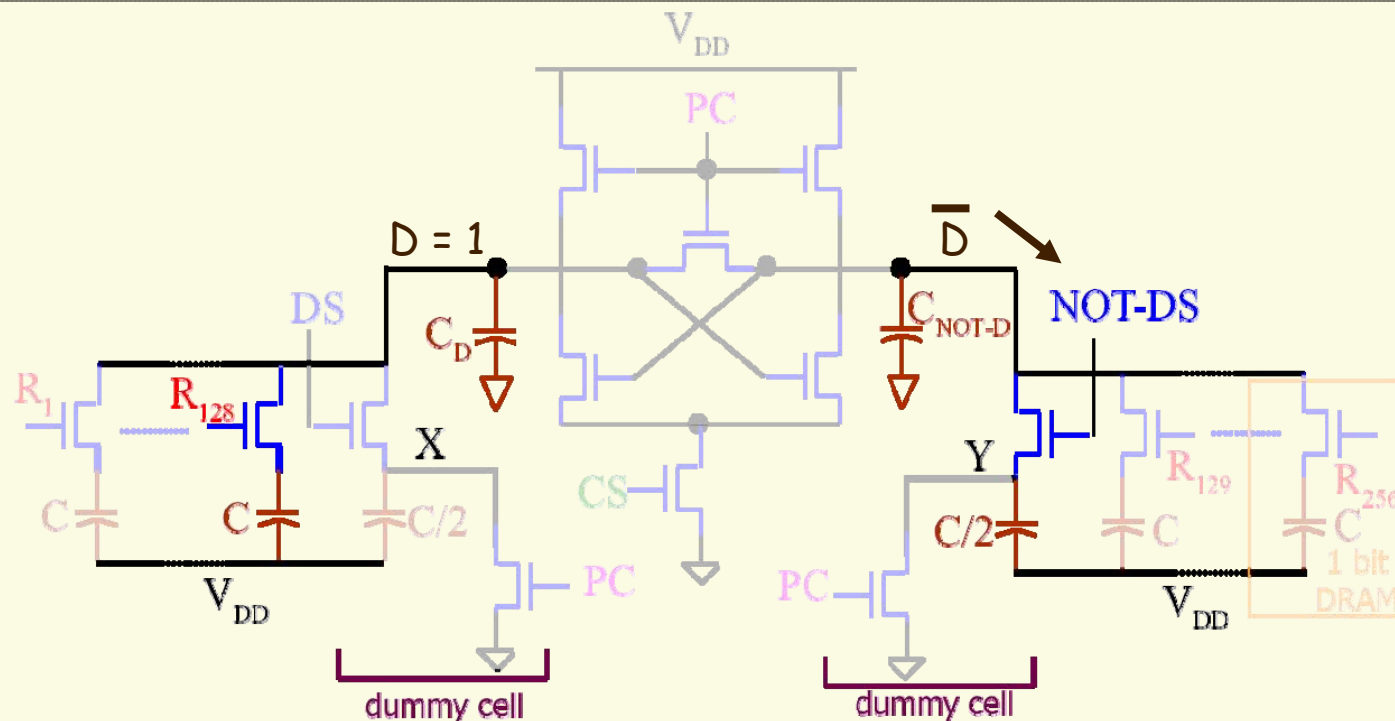 V_DD
PC
D = 1
D̅
DS
C_D
C_NOT-D
NOT-DS
R_1
R_128
X
Y
R_129
R_256
C
C
C/2
CS
C/2
C
C
PC
PC
1 bit
DRAM
V_DD
V_DD
dummy cell
dummy cell